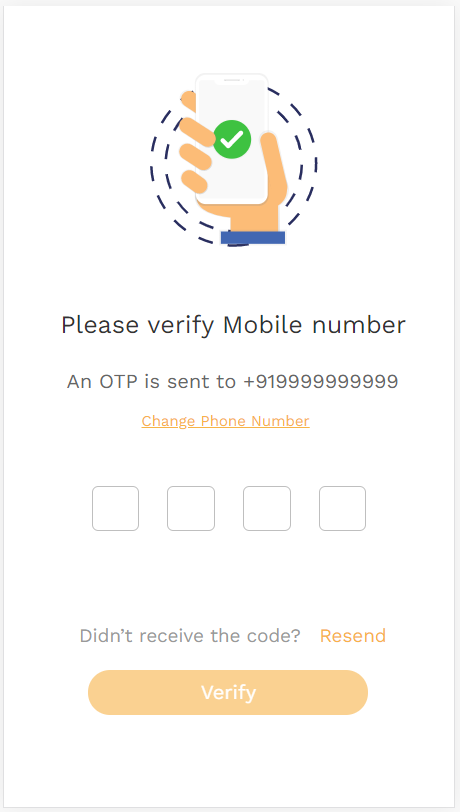 Please verify Mobile number
An OTP is sent to +919999999999
Change Phone Number
Didn’t receive the code? Resend
Verify